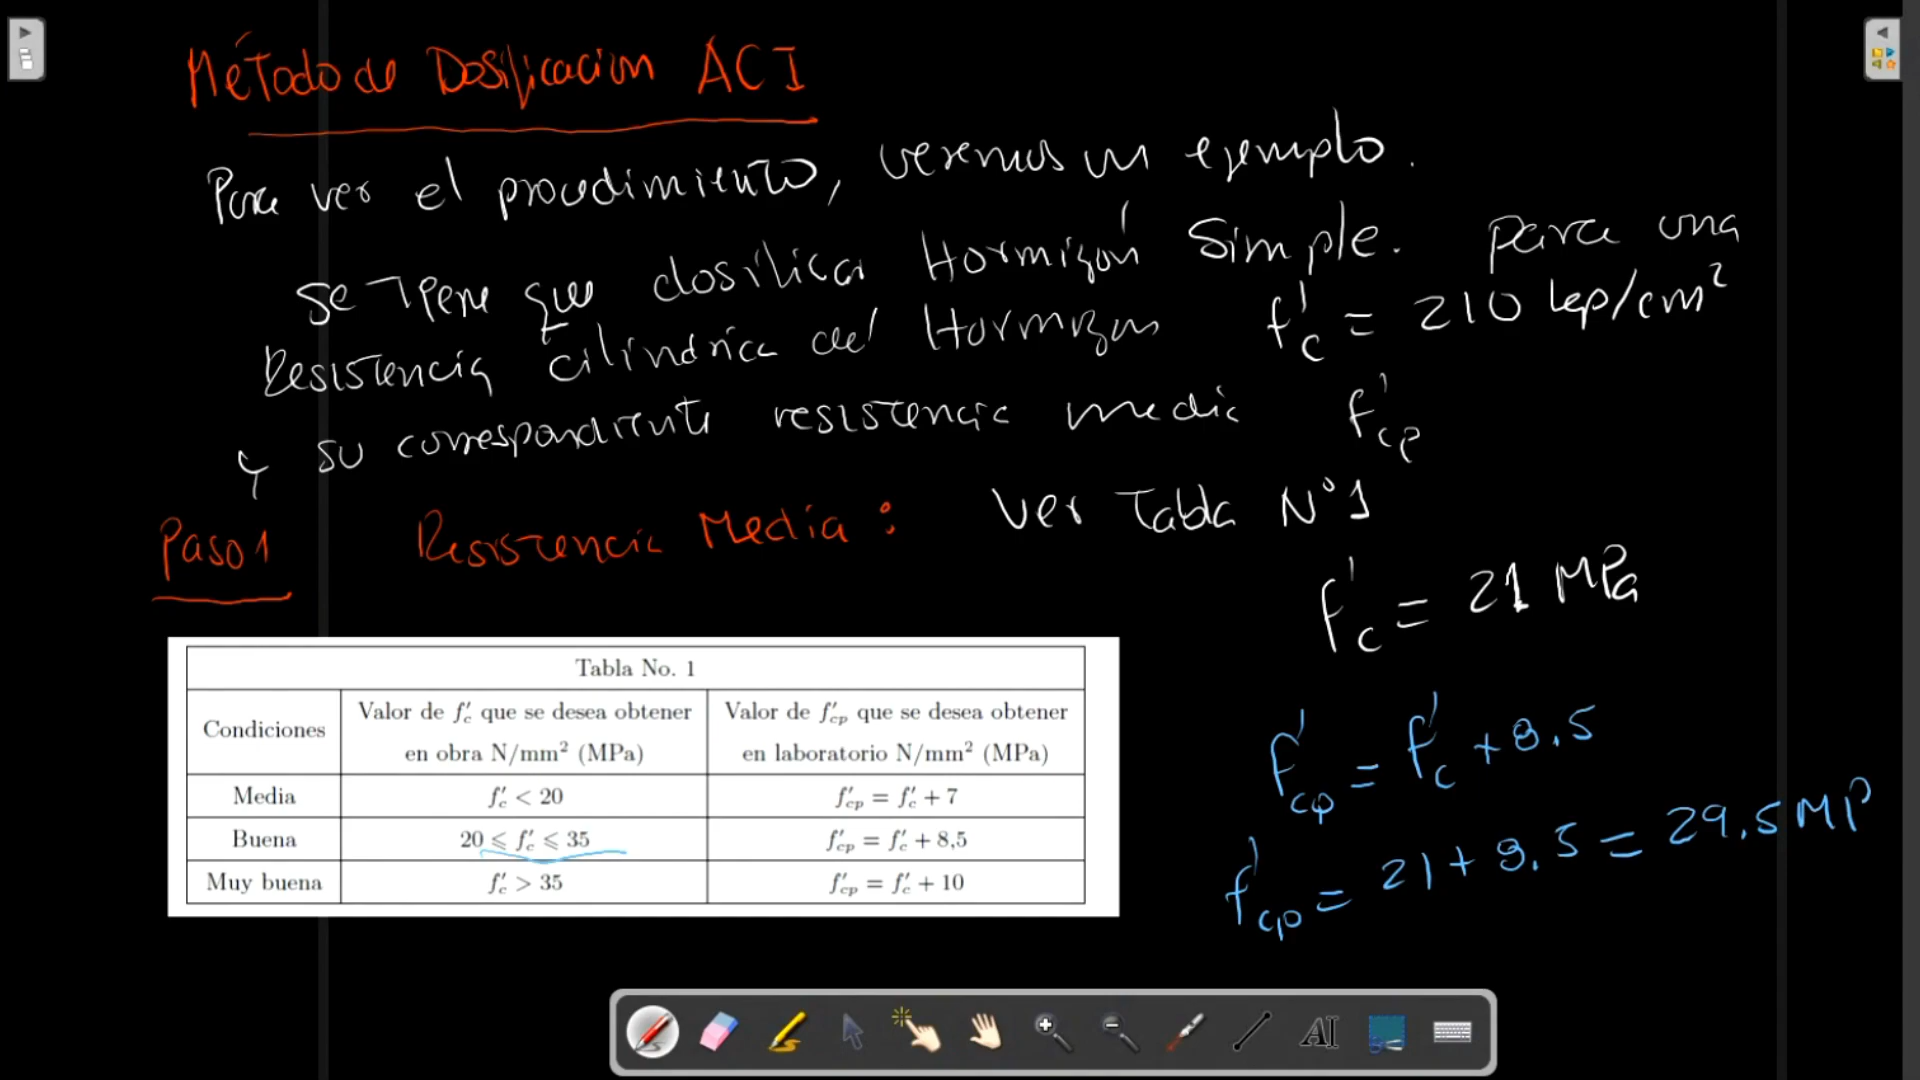 Método de Dosificacion ACI
Para ver el procedimiento, veremos un ejemplo.
Se Tiene que dosificar Hormigón Simple. para una
Resistencia cilíndrica del Hormigon f'c = 210 kp/cm²
y su correspondiente resistencia media f'cp
Paso 1 Resistencia Media: Ver Tabla N°1
f'c = 21 MPa
Tabla No. 1
Condiciones
Valor de f'c que se desea obtener
en obra N/mm² (MPa)
Valor de f'cp que se desea obtener
en laboratorio N/mm² (MPa)
Media f'c < 20 f'cp = f'c + 7
Buena 20 ⩽ f'c ⩽ 35 f'cp = f'c + 8,5
Muy buena f'c > 35 f'cp = f'c + 10
f'cp = f'c + 8.5
f'cp = 21 + 8.5 = 29.5 MP
AI